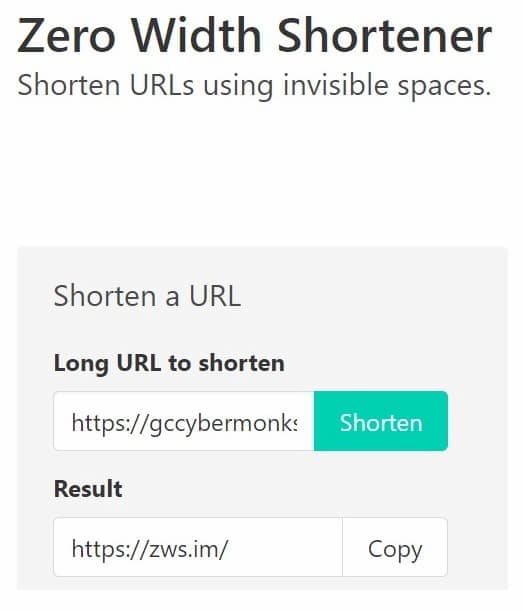 Zero Width Shortener
Shorten URLs using invisible spaces.
Shorten a URL
Long URL to shorten
https://gccybermonks
Shorten
Result
https://zws.im/
Copy